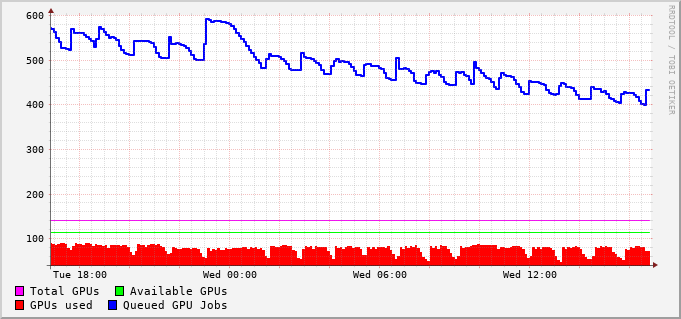 600
500
400
300
200
100
Tue 18:00 Wed 00:00 Wed 06:00 Wed 12:00
Total GPUs Available GPUs
GPUs used Queued GPU Jobs
RRDTOOL / TOBI OETIKER